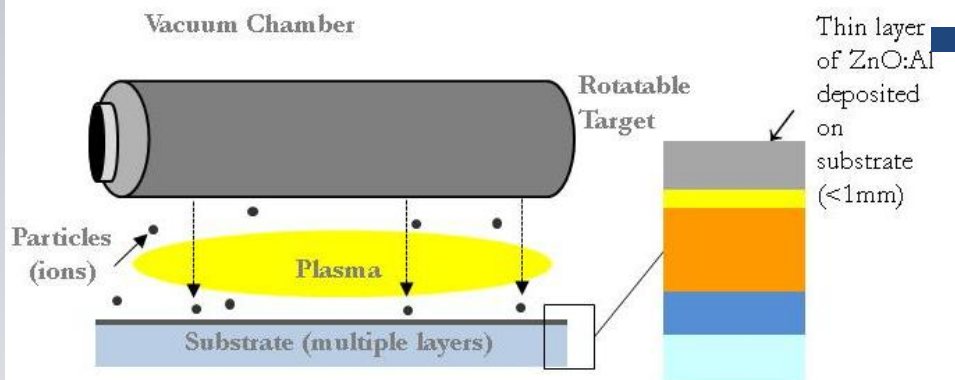 Vacuum Chamber
Rotatable
Target
Thin layer
of ZnO:Al
deposited
on
substrate
(<1mm)
Particles
(ions)
Plasma
Substrate (multiple layers)